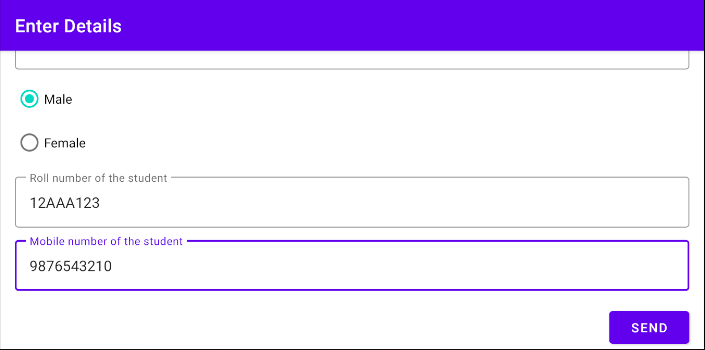 Enter Details
Male
Female
Roll number of the student
12AAA123
Mobile number of the student
9876543210
SEND